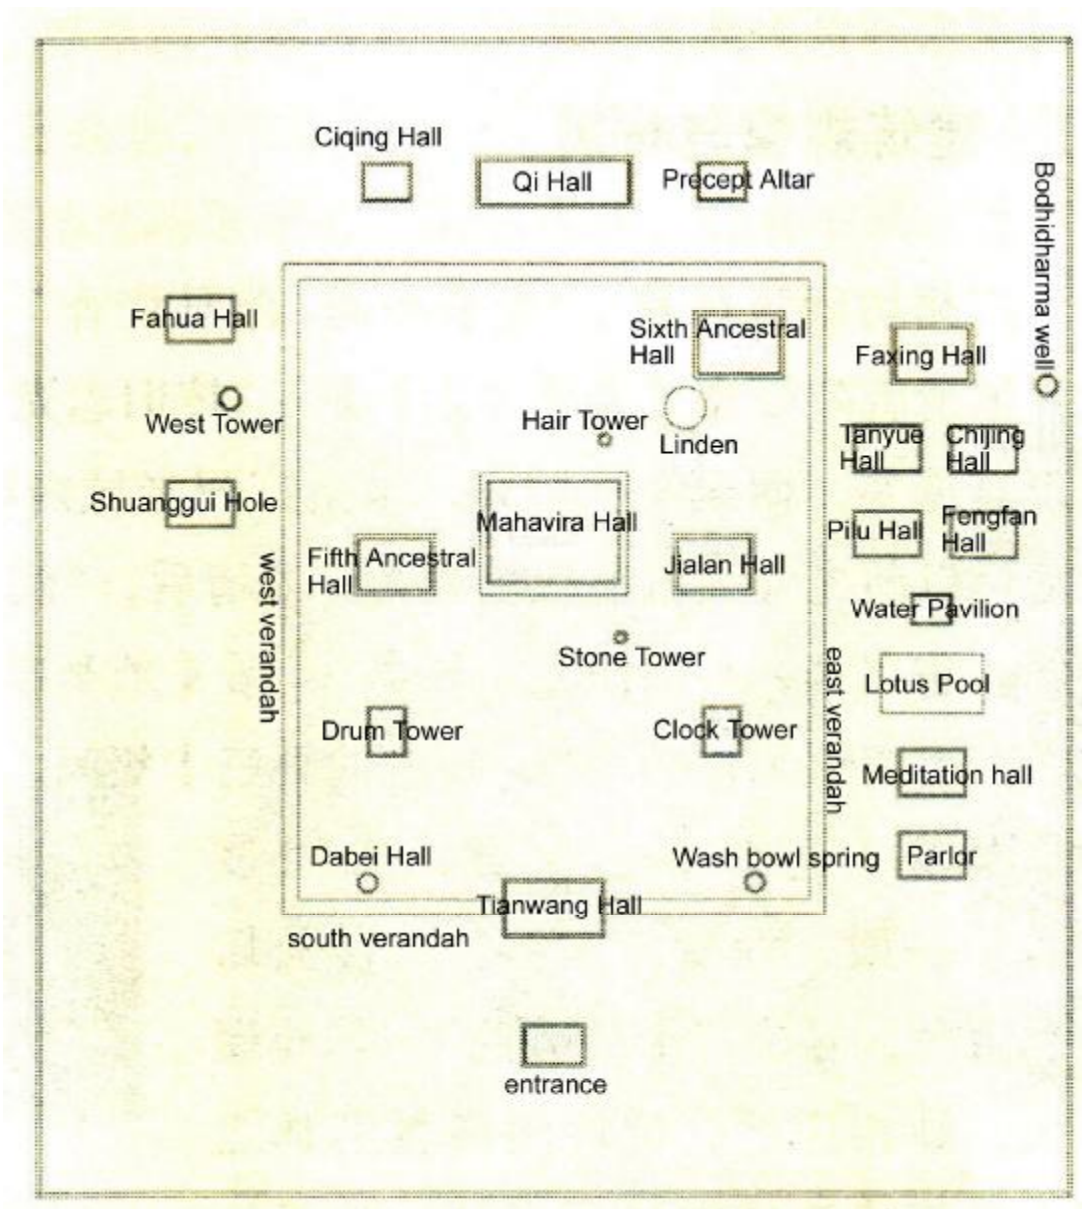 Ciqing Hall
Qi Hall
Precept Altar
Bodhidharma well
Fahua Hall
Sixth Ancestral
Hall
Faxing Hall
West Tower
Hair Tower
Linden
Tanyue
Hall
Chijing
Hall
Shuanggui Hole
Mahavira Hall
Pilu Hall
Fengfan
Hall
Fifth Ancestral
Hall
Jialan Hall
west verandah
Water Pavilion
Stone Tower
east verandah
Lotus Pool
Drum Tower
Clock Tower
Meditation hall
Dabei Hall
Wash bowl spring
Parlor
Tianwang Hall
south verandah
entrance